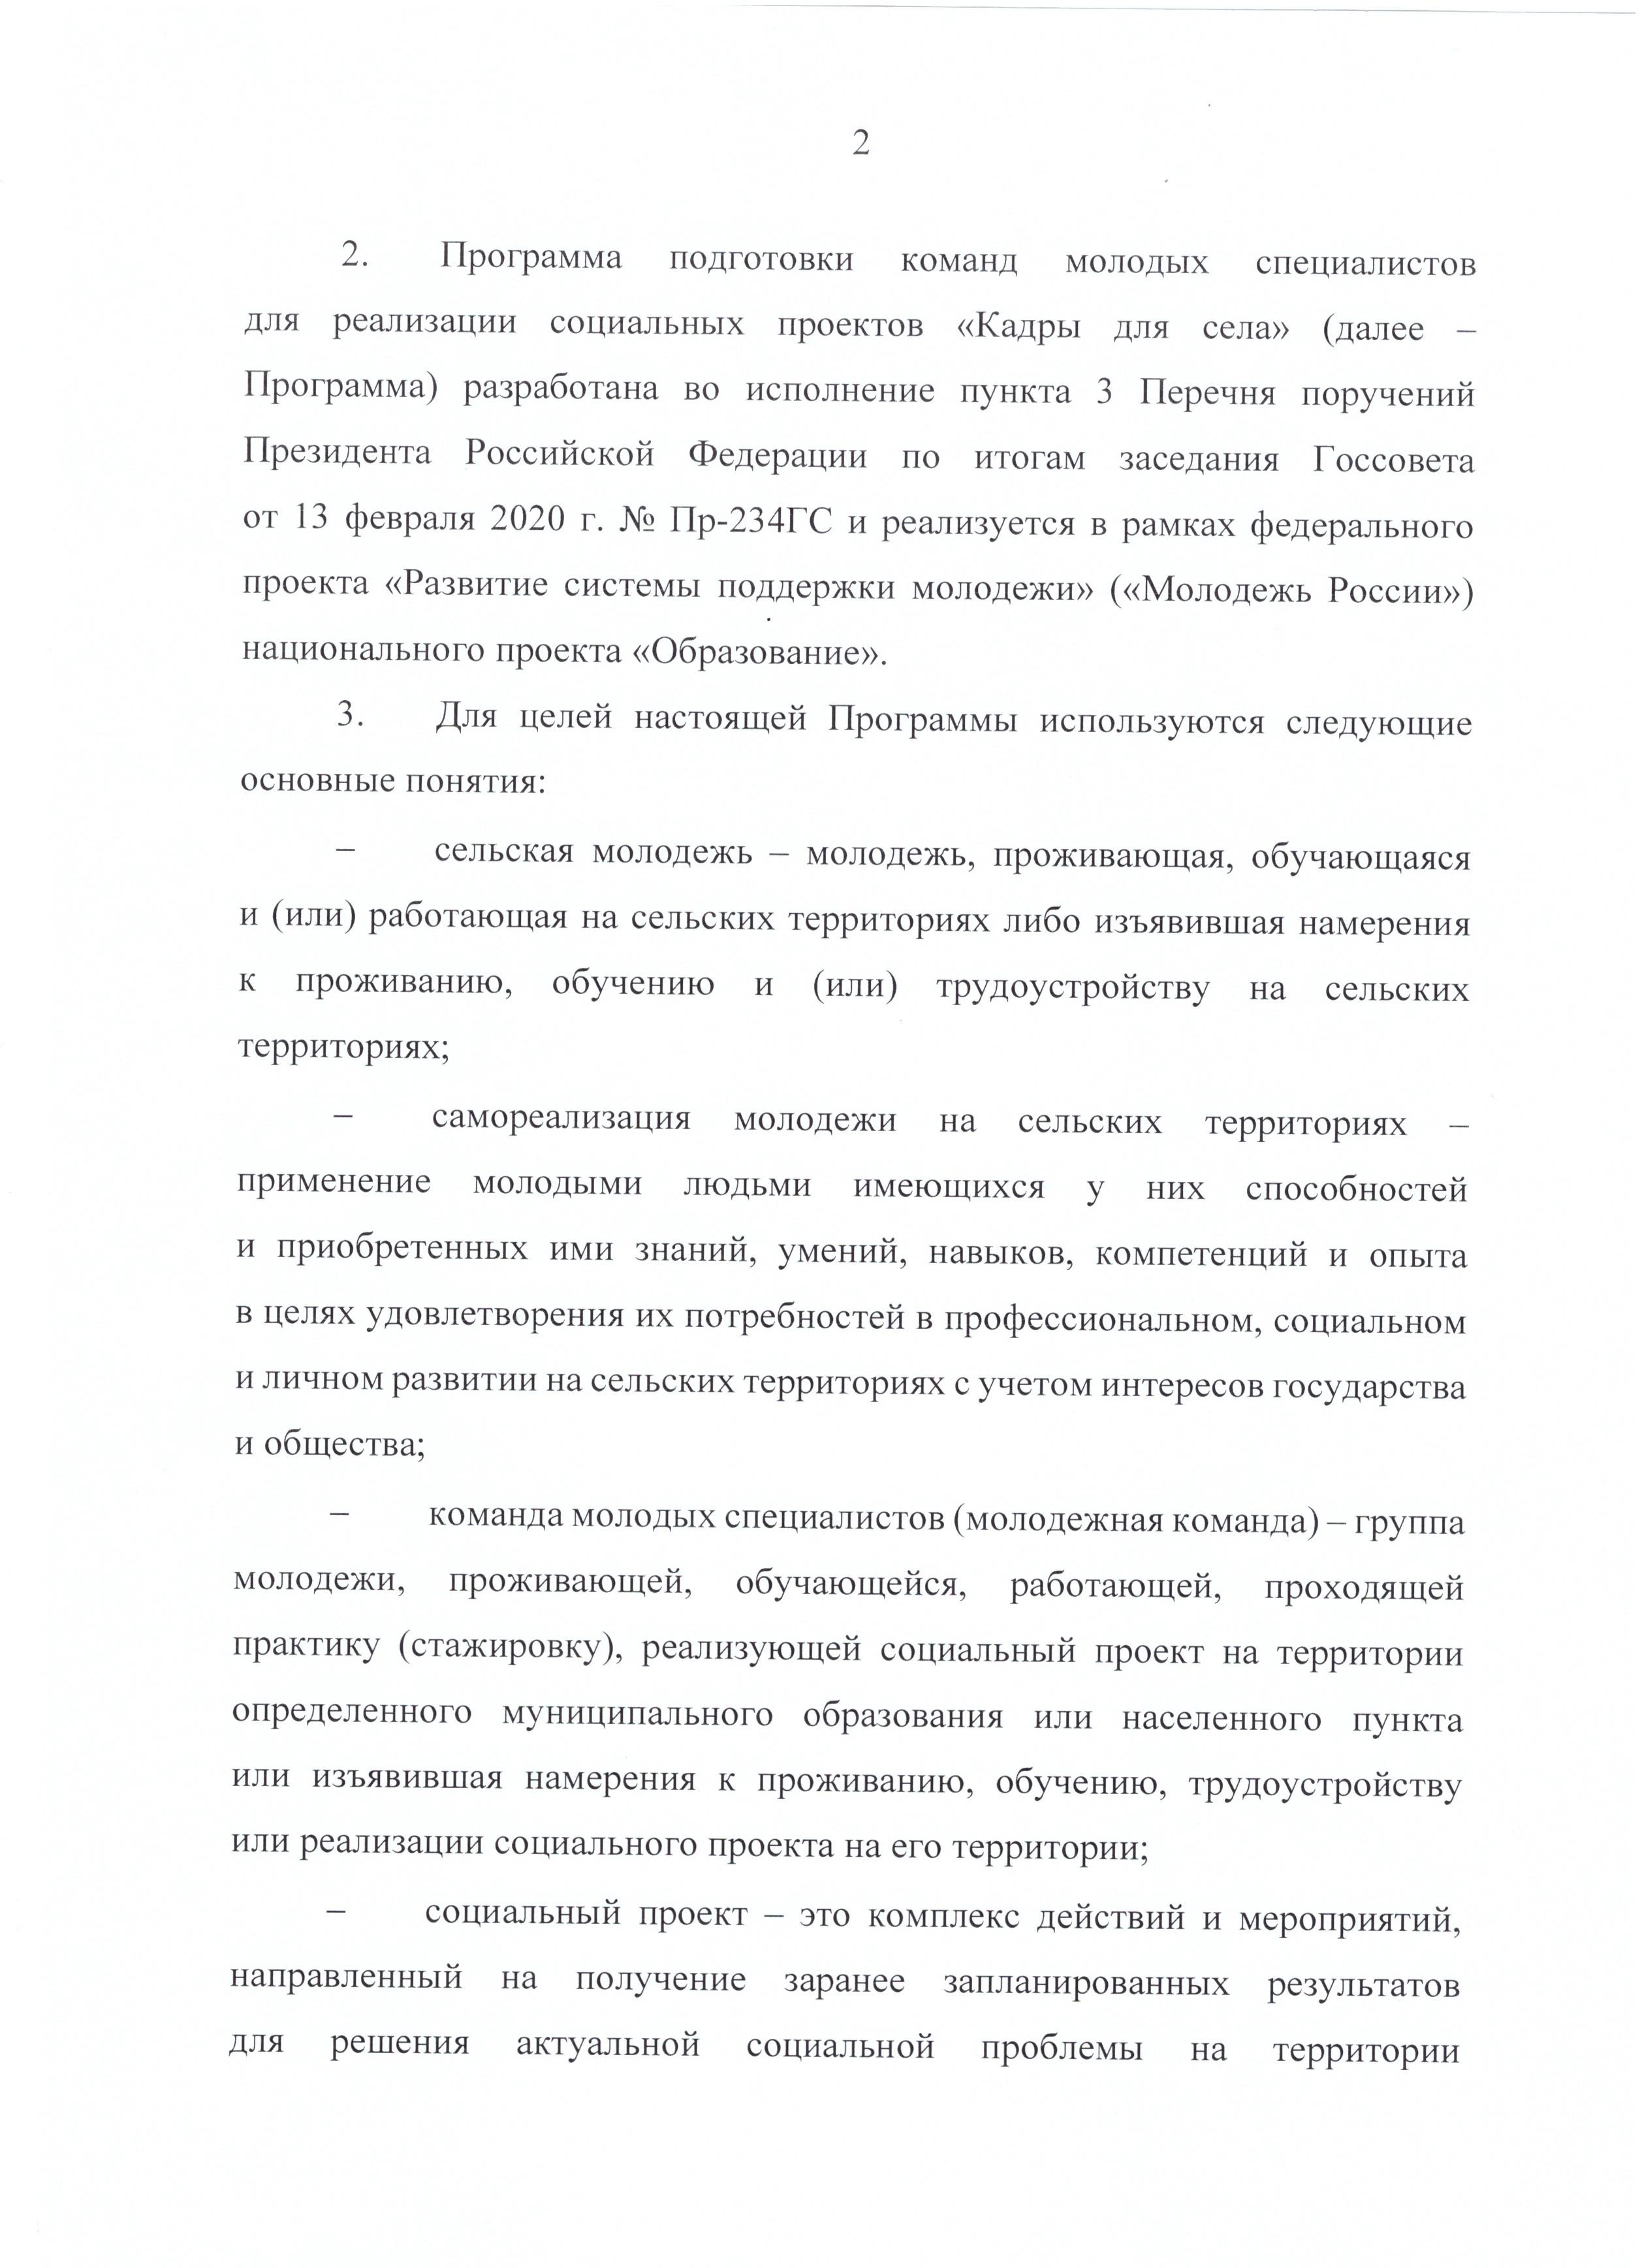 2
2. Программа подготовки команд молодых специалистов
для реализации социальных проектов «Кадры для села» (далее –
Программа) разработана во исполнение пункта 3 Перечня поручений
Президента Российской Федерации по итогам заседания Госсовета
от 13 февраля 2020 г. № Пр-234ГС и реализуется в рамках федерального
проекта «Развитие системы поддержки молодежи» («Молодежь России»)
национального проекта «Образование».
3. Для целей настоящей Программы используются следующие
основные понятия:
– сельская молодежь – молодежь, проживающая, обучающаяся
и (или) работающая на сельских территориях либо изъявившая намерения
к проживанию, обучению и (или) трудоустройству на сельских
территориях;
– самореализация молодежи на сельских территориях –
применение молодыми людьми имеющихся у них способностей
и приобретенных ими знаний, умений, навыков, компетенций и опыта
в целях удовлетворения их потребностей в профессиональном, социальном
и личном развитии на сельских территориях с учетом интересов государства
и общества;
– команда молодых специалистов (молодежная команда) – группа
молодежи, проживающей, обучающейся, работающей, проходящей
практику (стажировку), реализующей социальный проект на территории
определенного муниципального образования или населенного пункта
или изъявившая намерения к проживанию, обучению, трудоустройству
или реализации социального проекта на его территории;
– социальный проект – это комплекс действий и мероприятий,
направленный на получение заранее запланированных результатов
для решения актуальной социальной проблемы на территории